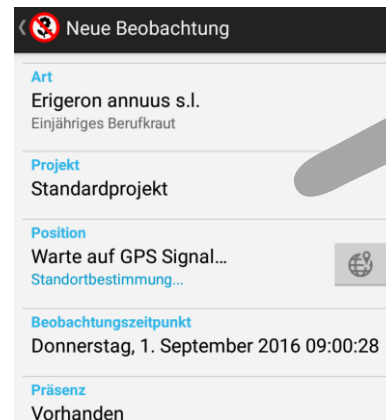 Neue Beobachtung
Art
Erigeron annuus s.l.
Einjähriges Berufkraut
Projekt
Standardprojekt
Position
Warte auf GPS Signal...
Standortbestimmung...
Beobachtungszeitpunkt
Donnerstag, 1. September 2016 09:00:28
Präsenz
Vorhanden